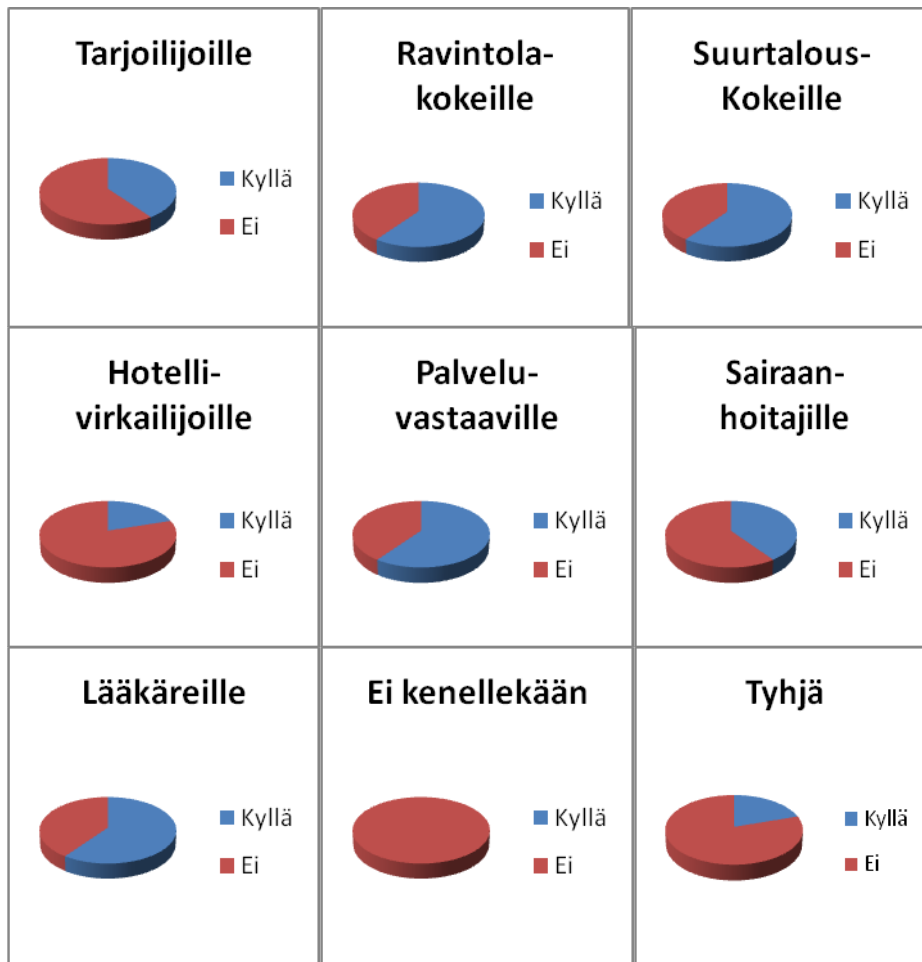 Tarjoilijoille
Kyllä
Ei
Ravintola-
kokeille
Kyllä
Ei
Suurtalous-
Kokeille
Kyllä
Ei
Hotelli-
virkailijoille
Kyllä
Ei
Palvelu-
vastaaville
Kyllä
Ei
Sairaan-
hoitajille
Kyllä
Ei
Lääkäreille
Kyllä
Ei
Ei kenellekään
Kyllä
Ei
Tyhjä
Kyllä
Ei